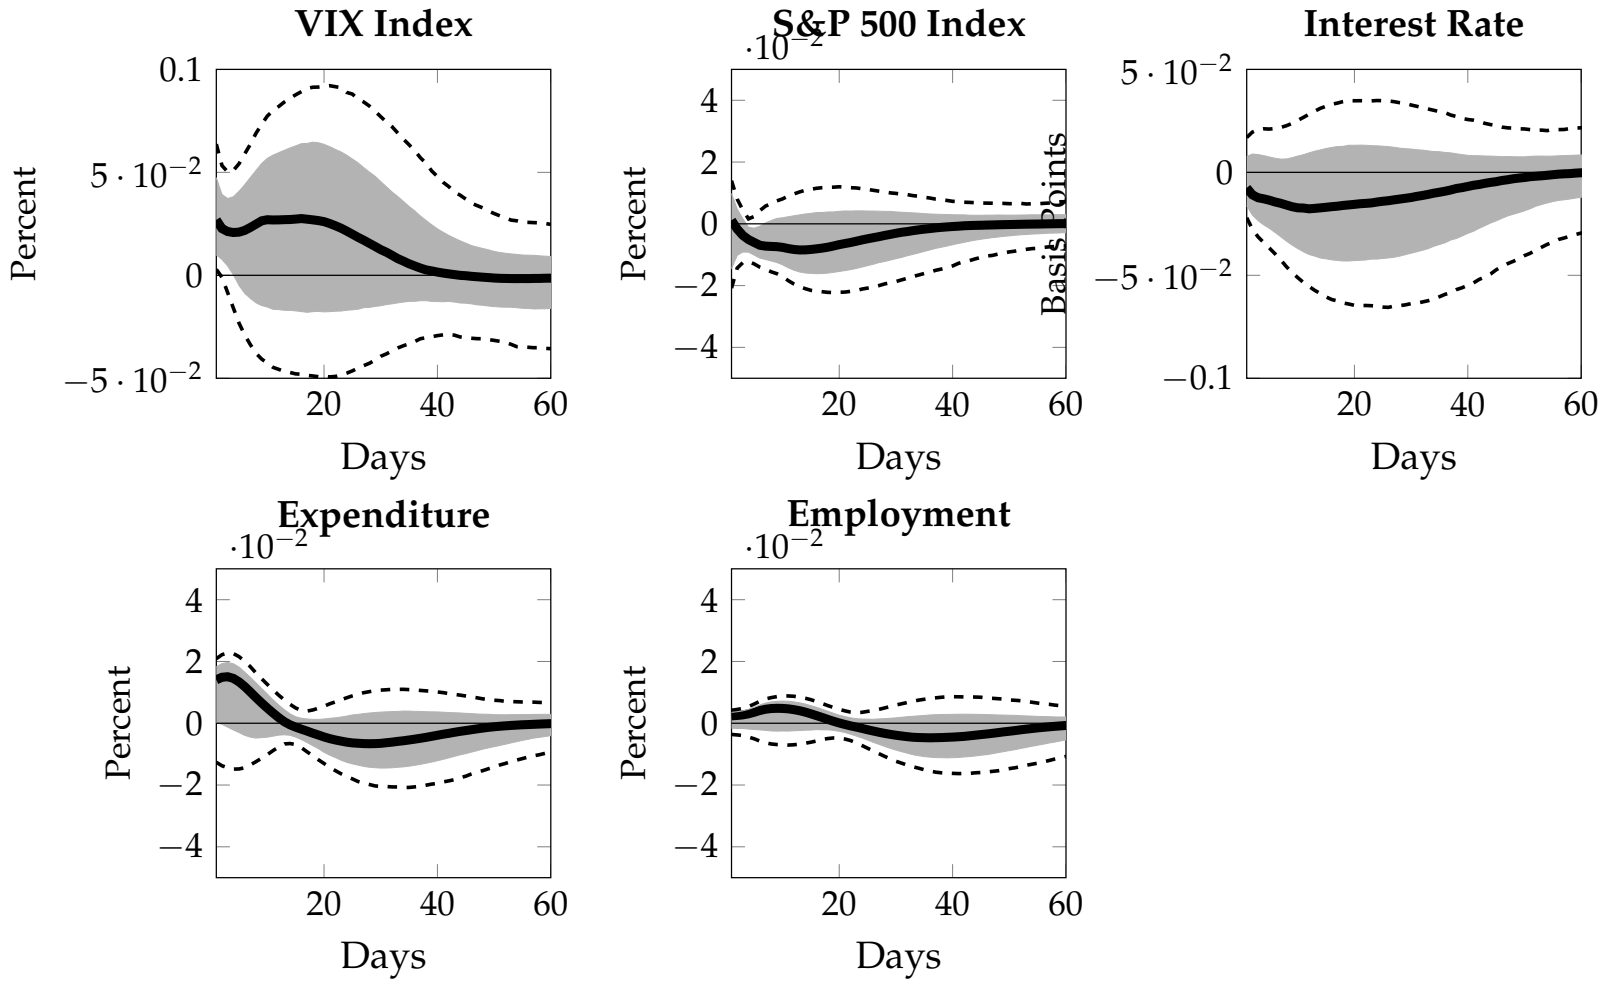 VIX Index
0.1
5 · 10−2
0
−5 · 10−2
20 40 60
Percent
Days
S&P 500 Index
·10−2
4
2
0
−2
−4
20 40 60
Percent
Days
Interest Rate
5 · 10−2
0
−5 · 10−2
−0.1
20 40 60
Basis Points
Days
Expenditure
·10−2
4
2
0
−2
−4
20 40 60
Percent
Days
Employment
·10−2
4
2
0
−2
−4
20 40 60
Percent
Days